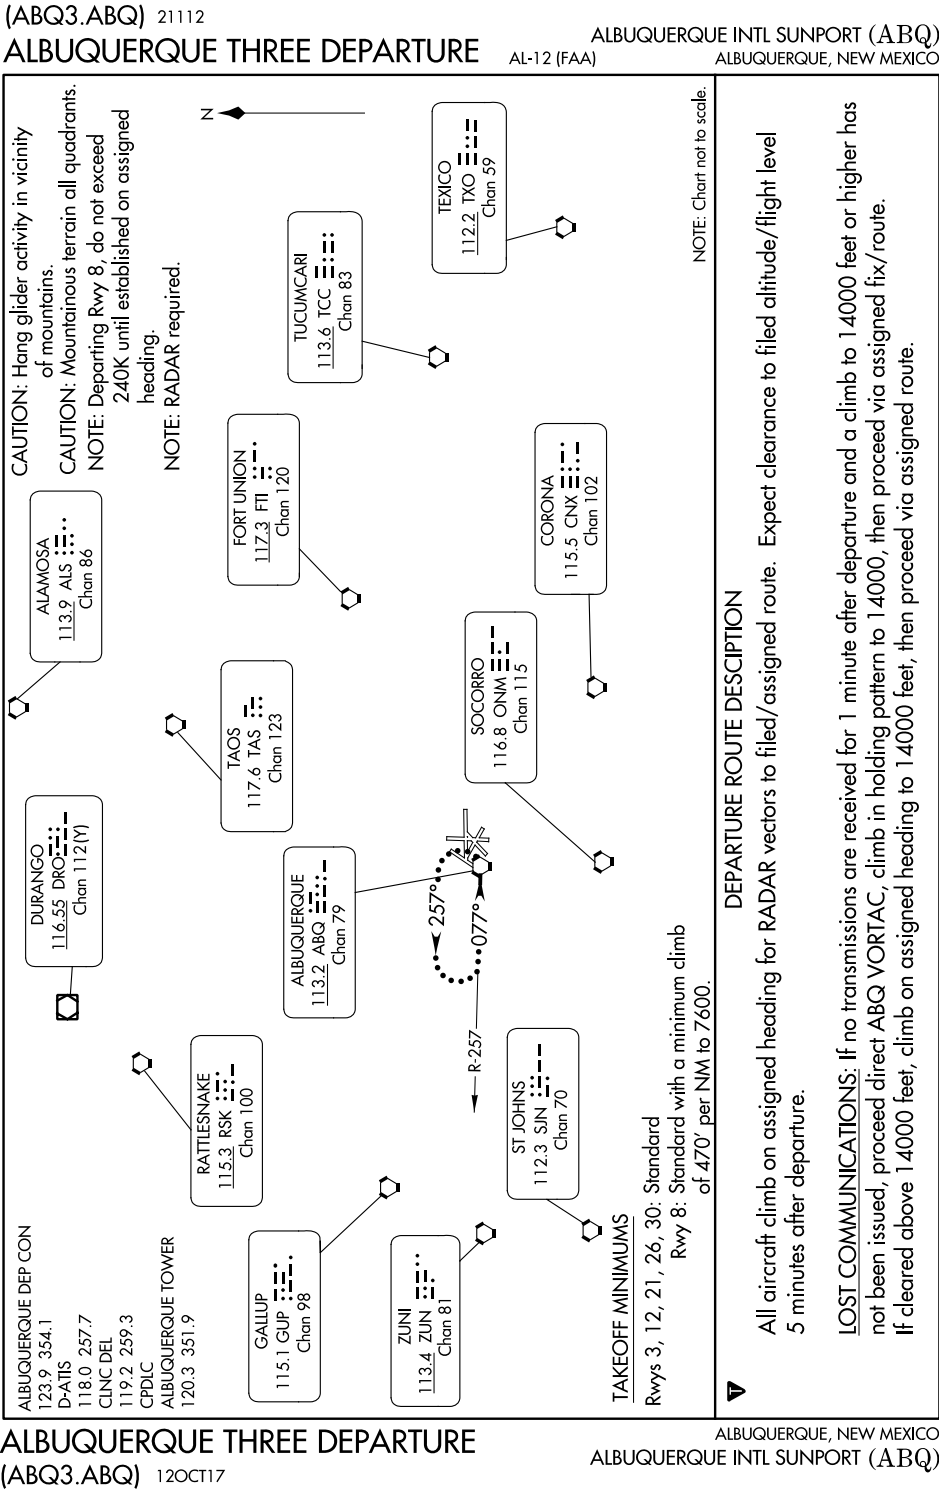 (ABQ3.ABQ) 21112
ALBUQUERQUE THREE DEPARTURE
AL-12 (FAA)
ALBUQUERQUE INTL SUNPORT (ABQ)
ALBUQUERQUE, NEW MEXICO
ALBUQUERQUE DEP CON
123.9 354.1
D-ATIS
118.0 257.7
CLNC DEL
119.2 259.3
CPDLC
ALBUQUERQUE TOWER
120.3 351.9
CAUTION: Hang glider activity in vicinity
of mountains.
CAUTION: Mountainous terrain all quadrants.
NOTE: Departing Rwy 8, do not exceed
240K until established on assigned
heading.
NOTE: RADAR required.
N
DURANGO
116.55 DRO
Chan 112(Y)
ALAMOSA
113.9 ALS
Chan 86
RATTLESNAKE
115.3 RSK
Chan 100
TAOS
117.6 TAS
Chan 123
FORT UNION
117.3 FTI
Chan 120
TUCUMCARI
113.6 TCC
Chan 83
GALLUP
115.1 GUP
Chan 98
ALBUQUERQUE
113.2 ABQ
Chan 79
TEXICO
112.2 TXO
Chan 59
ZUNI
113.4 ZUN
Chan 81
257°
077°
R-257
SOCORRO
116.8 ONM
Chan 115
CORONA
115.5 CNX
Chan 102
ST JOHNS
112.3 SJN
Chan 70
TAKEOFF MINIMUMS
Rwys 3, 12, 21, 26, 30: Standard
Rwy 8: Standard with a minimum climb
of 470' per NM to 7600.
NOTE: Chart not to scale.
T
DEPARTURE ROUTE DESCIPTION
All aircraft climb on assigned heading for RADAR vectors to filed/assigned route. Expect clearance to filed altitude/flight level
5 minutes after departure.
LOST COMMUNICATIONS: If no transmissions are received for 1 minute after departure and a climb to 14000 feet or higher has
not been issued, proceed direct ABQ VORTAC, climb in holding pattern to 14000, then proceed via assigned fix/route.
If cleared above 14000 feet, climb on assigned heading to 14000 feet, then proceed via assigned route.
ALBUQUERQUE THREE DEPARTURE
(ABQ3.ABQ) 12OCT17
ALBUQUERQUE, NEW MEXICO
ALBUQUERQUE INTL SUNPORT (ABQ)